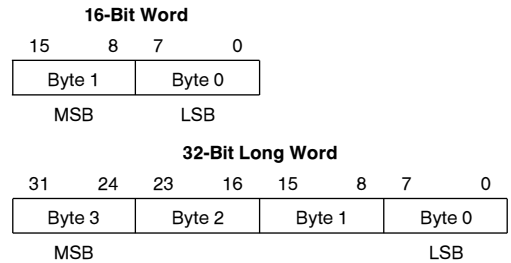 16-Bit Word
15 8 7 0
Byte 1 Byte 0
MSB LSB
32-Bit Long Word
31 24 23 16 15 8 7 0
Byte 3 Byte 2 Byte 1 Byte 0
MSB LSB